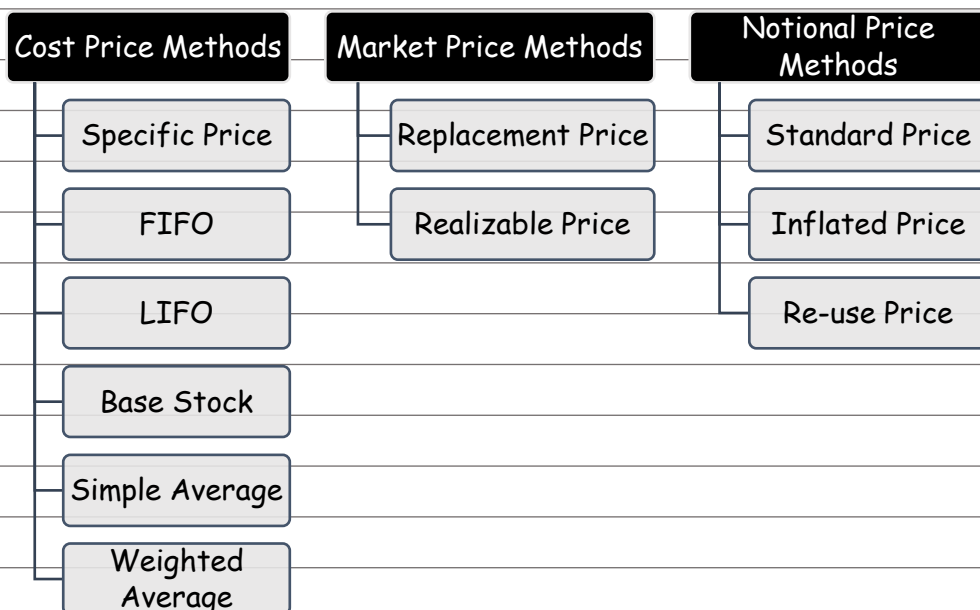 Cost Price Methods
Specific Price
FIFO
LIFO
Base Stock
Simple Average
Weighted
Average
Market Price Methods
Replacement Price
Realizable Price
Notional Price
Methods
Standard Price
Inflated Price
Re-use Price